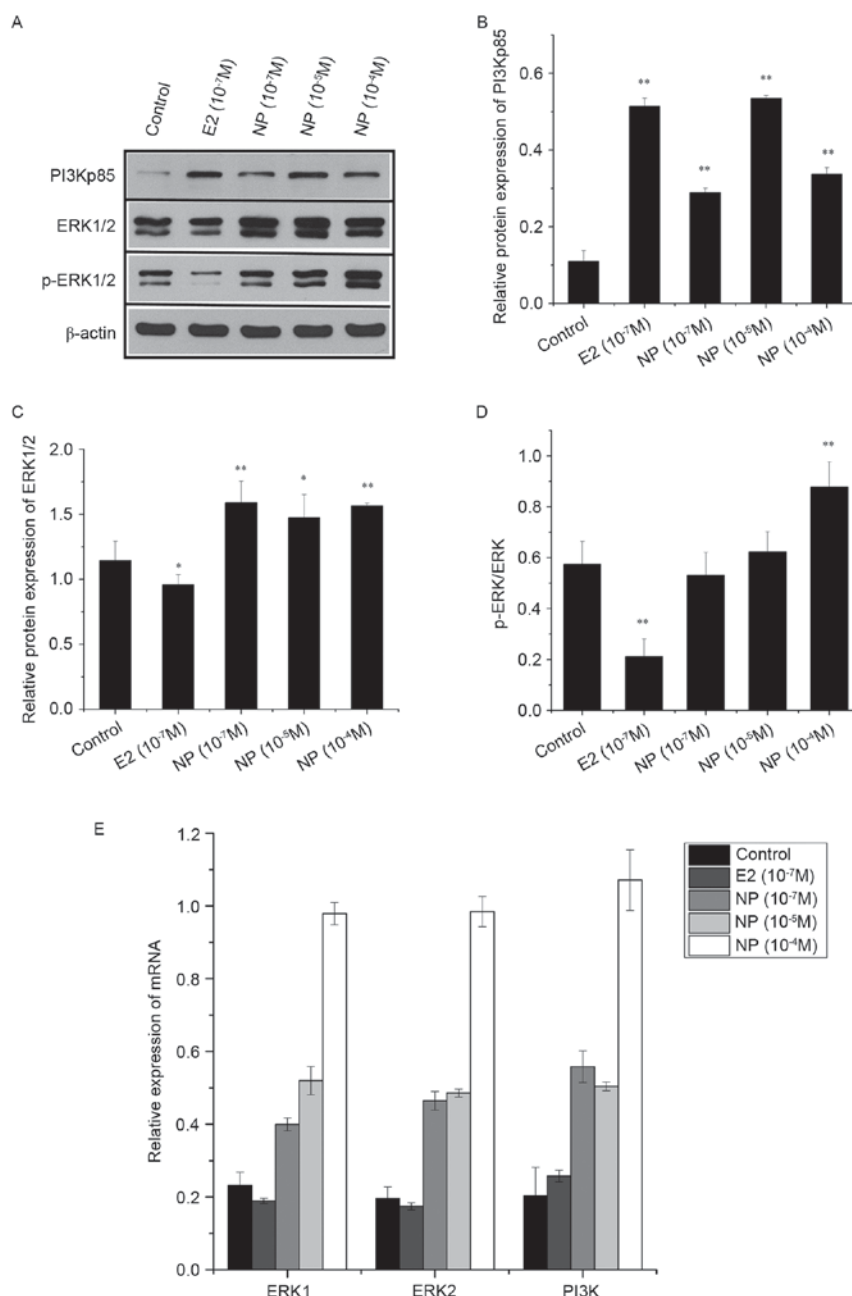 A
Control
E2 (10⁻⁷M)
NP (10⁻⁷M)
NP (10⁻⁵M)
NP (10⁻⁴M)
PI3Kp85
ERK1/2
p-ERK1/2
β-actin
B
Relative protein expression of PI3Kp85
0.6
0.4
0.2
0.0
**
**
**
**
Control
E2 (10⁻⁷M)
NP (10⁻⁷M)
NP (10⁻⁵M)
NP (10⁻⁴M)
C
Relative protein expression of ERK1/2
2.0
1.5
1.0
0.5
0.0
*
**
*
**
Control
E2 (10⁻⁷M)
NP (10⁻⁷M)
NP (10⁻⁵M)
NP (10⁻⁴M)
D
p-ERK/ERK
1.0
0.8
0.6
0.4
0.2
0.0
**
**
Control
E2 (10⁻⁷M)
NP (10⁻⁷M)
NP (10⁻⁵M)
NP (10⁻⁴M)
E
Relative expression of mRNA
1.2
1.0
0.8
0.6
0.4
0.2
0.0
ERK1
ERK2
PI3K
Control
E2 (10⁻⁷M)
NP (10⁻⁷M)
NP (10⁻⁵M)
NP (10⁻⁴M)